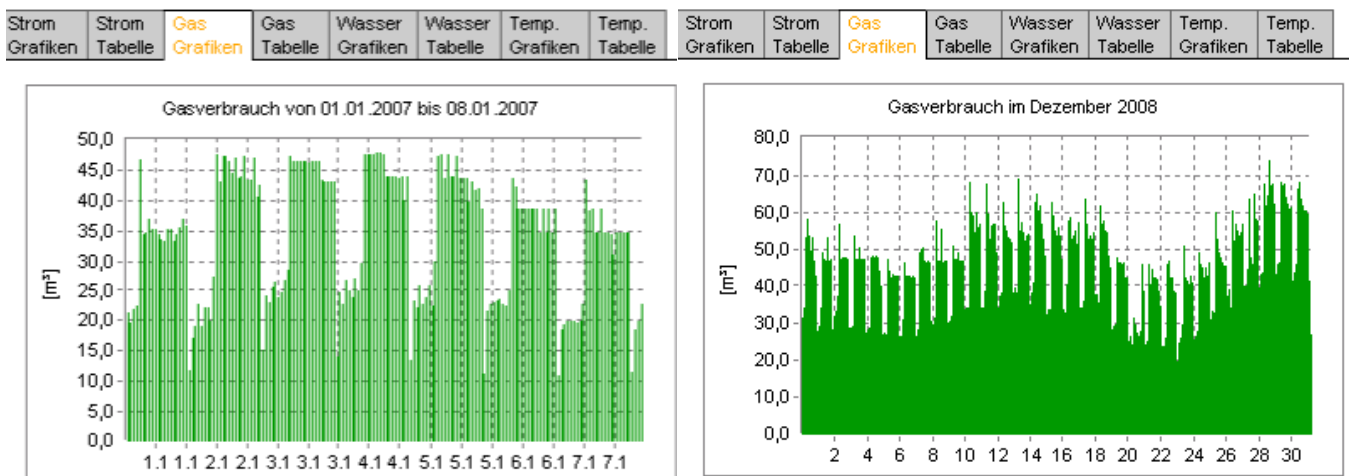 Strom Grafiken
Strom Tabelle
Gas Grafiken
Gas Tabelle
Wasser Grafiken
Wasser Tabelle
Temp. Grafiken
Temp. Tabelle
Gasverbrauch von 01.01.2007 bis 08.01.2007
50,0
45,0
40,0
35,0
30,0
25,0
20,0
15,0
10,0
5,0
0,0
[m³]
1.1 1.1 2.1 2.1 3.1 3.1 3.1 4.1 4.1 5.1 5.1 6.1 6.1 7.1 7.1
Strom Grafiken
Strom Tabelle
Gas Grafiken
Gas Tabelle
Wasser Grafiken
Wasser Tabelle
Temp. Grafiken
Temp. Tabelle
Gasverbrauch im Dezember 2008
80,0
70,0
60,0
50,0
40,0
30,0
20,0
10,0
0,0
[m³]
2 4 6 8 10 12 14 16 18 20 22 24 26 28 30